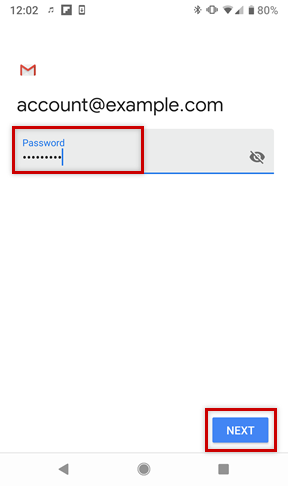 12:02
80%
account@example.com
Password
•••••••••
NEXT